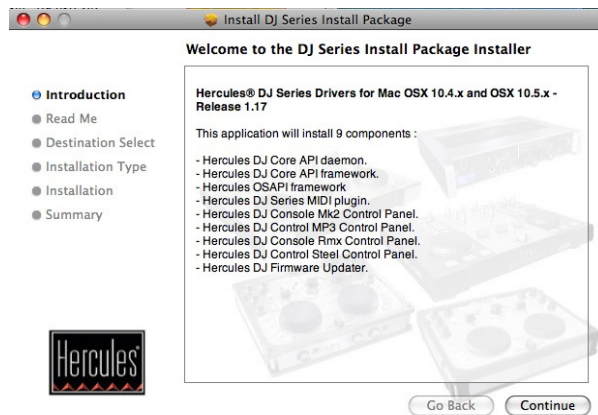 Install DJ Series Install Package
Welcome to the DJ Series Install Package Installer
Introduction
Read Me
Destination Select
Installation Type
Installation
Summary
Hercules® DJ Series Drivers for Mac OSX 10.4.x and OSX 10.5.x -
Release 1.17
This application will install 9 components :
- Hercules DJ Core API daemon.
- Hercules DJ Core API framework.
- Hercules OSAPI framework
- Hercules DJ Series MIDI plugin.
- Hercules DJ Console Mk2 Control Panel.
- Hercules DJ Control MP3 Control Panel.
- Hercules DJ Console Rmx Control Panel.
- Hercules DJ Control Steel Control Panel.
- Hercules DJ Firmware Updater.
Hercules
Go Back
Continue